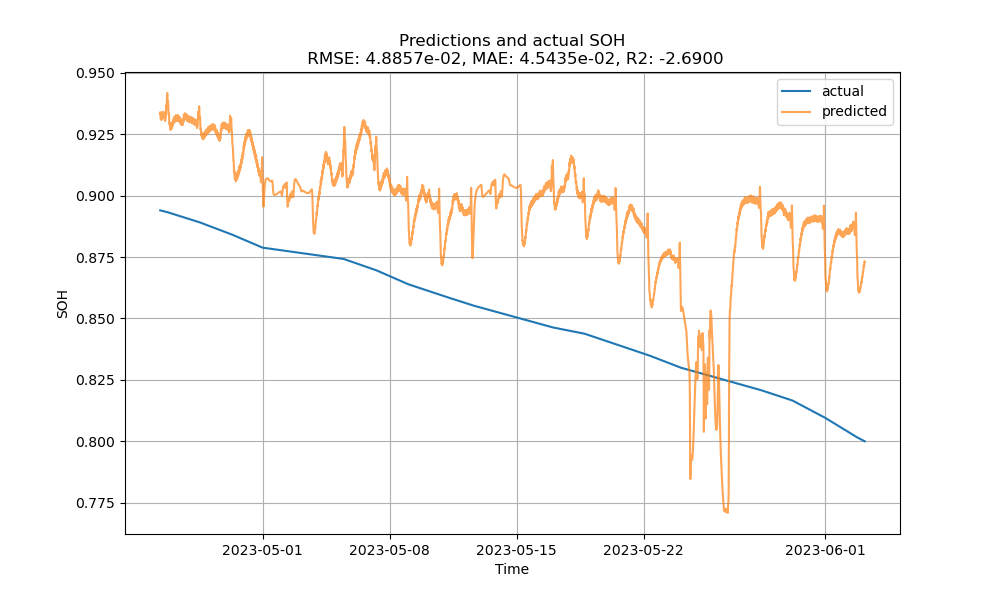 Predictions and actual SOH
RMSE: 4.8857e-02, MAE: 4.5435e-02, R2: -2.6900
actual
predicted
0.950
0.925
0.900
0.875
0.850
0.825
0.800
0.775
SOH
2023-05-01
2023-05-08
2023-05-15
2023-05-22
2023-06-01
Time